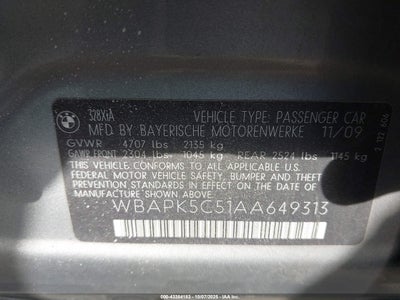 BMW
328XiA
VEHICLE TYPE: PASSENGER CAR
MFD BY BAYERISCHE MOTORENWERKE 11/09
GVWR 4707 lbs 2135 kg
GAWR FRONT 2304 lbs 1045 kg REAR 2524 lbs 1145 kg
THIS VEHICLE CONFORMS TO ALL APPLICABLE U.S.
FEDERAL MOTOR VEHICLE SAFETY, BUMPER AND
THEFT PREVENTION STANDARDS IN EFFECT ON THE
DATE OF MANUFACTURE SHOWN ABOVE.
WBAPK5C51AA649313